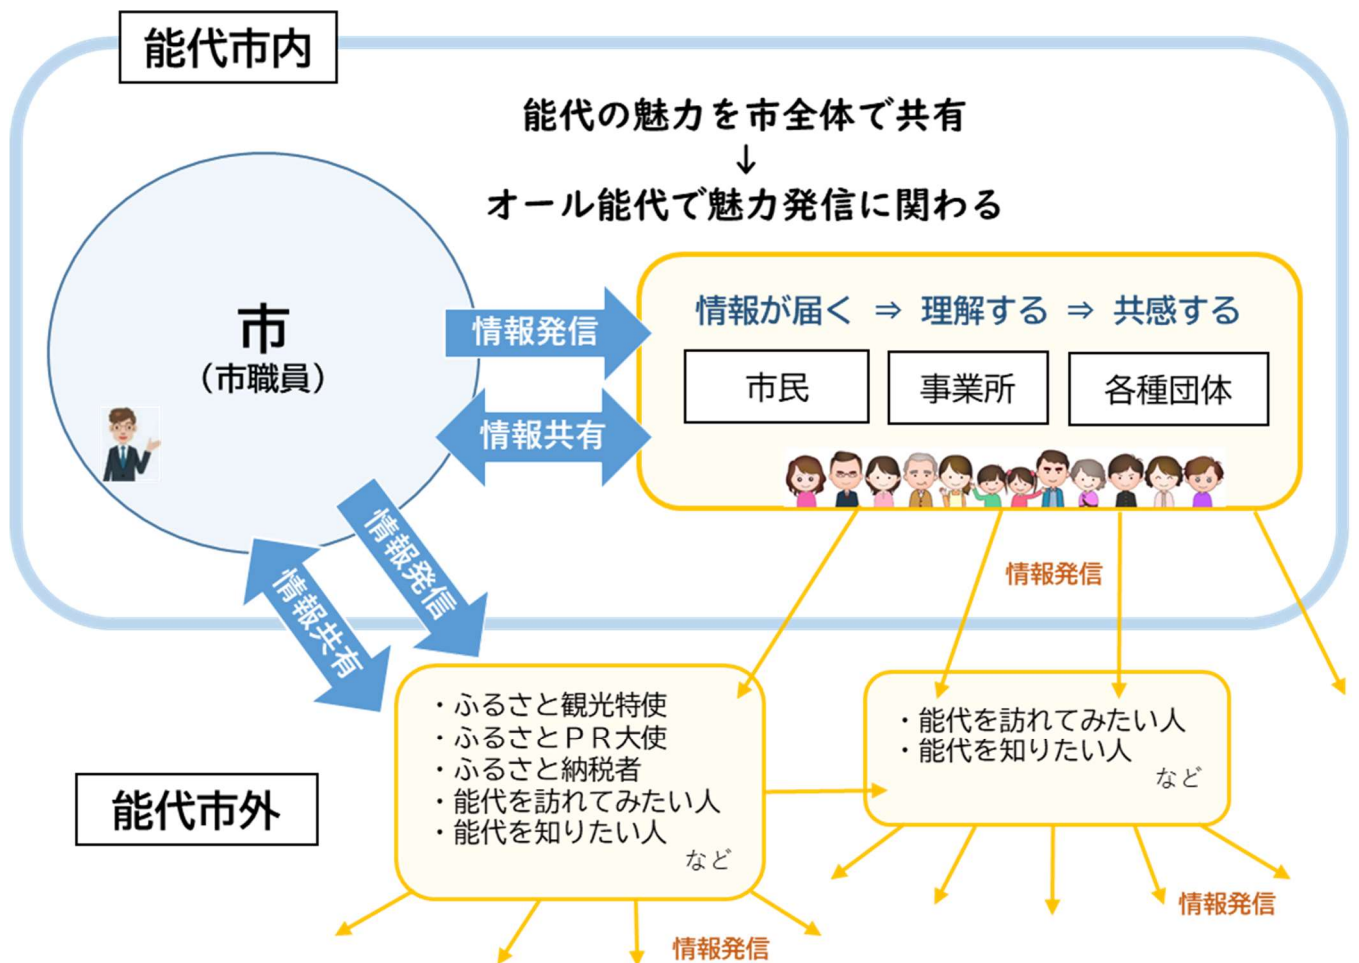 能代市内
能代の魅力を市全体で共有
↓
オール能代で魅力発信に関わる
市
（市職員）
情報発信
情報共有
情報が届く ⇒ 理解する ⇒ 共感する
市民
事業所
各種団体
情報発信
情報共有
情報発信
・ふるさと観光特使
・ふるさとＰＲ大使
・ふるさと納税者
・能代を訪れてみたい人
・能代を知りたい人
など
・能代を訪れてみたい人
・能代を知りたい人
など
能代市外
情報発信
情報発信